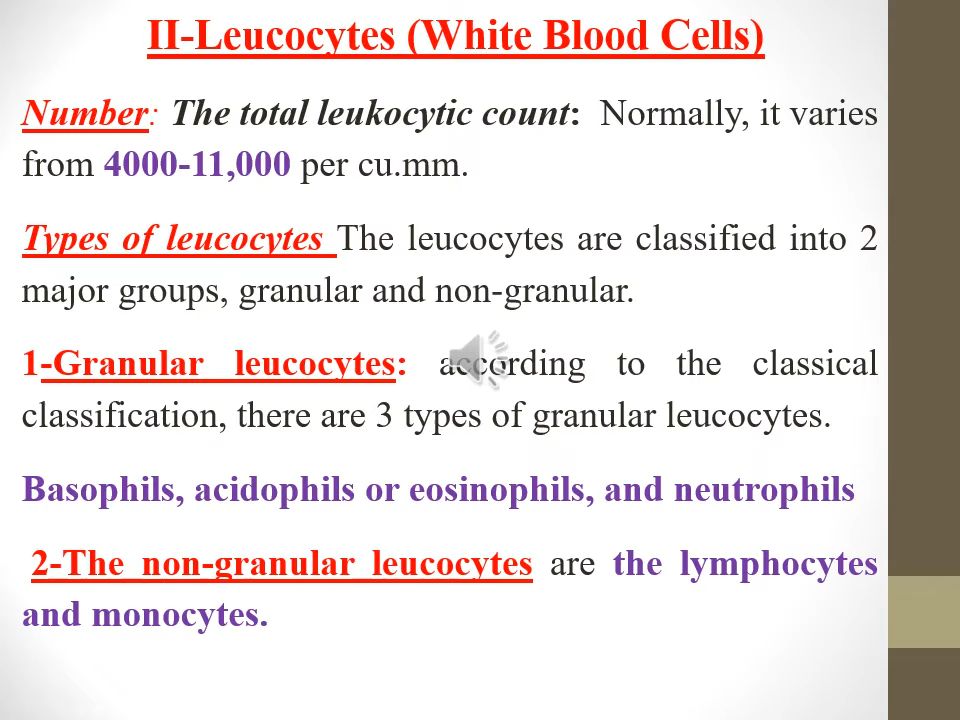 II-Leucocytes (White Blood Cells)
Number: The total leukocytic count: Normally, it varies
from 4000-11,000 per cu.mm.
Types of leucocytes The leucocytes are classified into 2
major groups, granular and non-granular.
1-Granular leucocytes: according to the classical
classification, there are 3 types of granular leucocytes.
Basophils, acidophils or eosinophils, and neutrophils
2-The non-granular leucocytes are the lymphocytes
and monocytes.